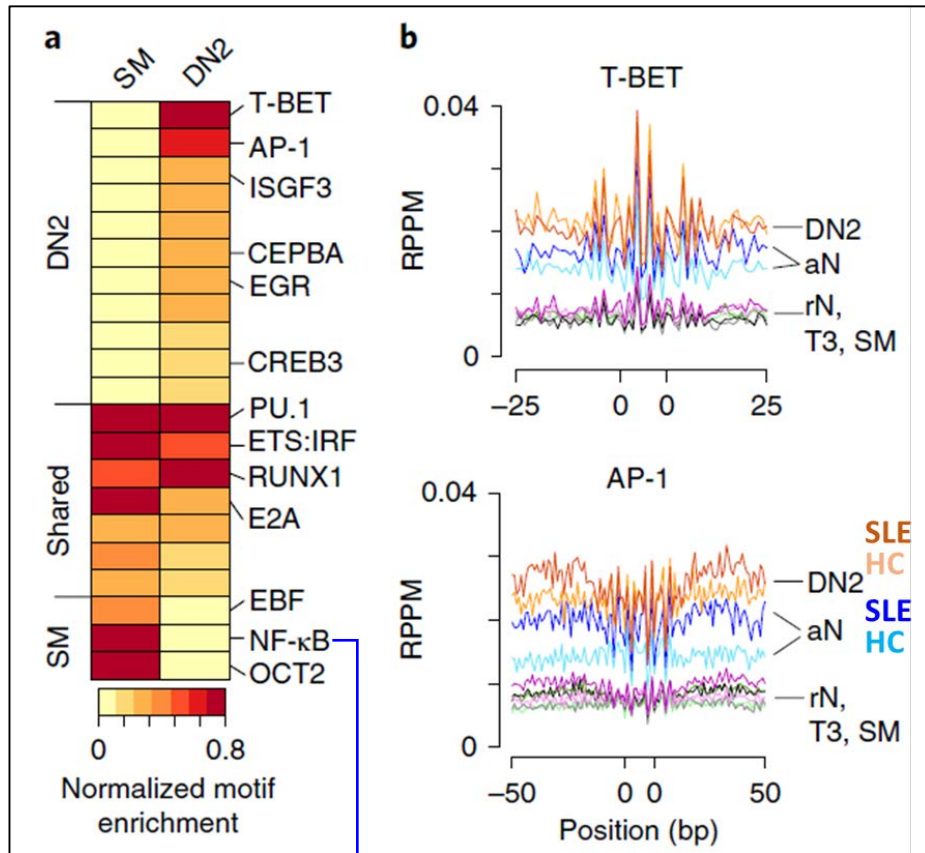 a
SM DN2
DN2
Shared
SM
T-BET
AP-1
ISGF3
CEPBA
EGR
CREB3
PU.1
ETS:IRF
RUNX1
E2A
EBF
NF-κB
OCT2
0 0.8
Normalized motif
enrichment
b
T-BET
0.04
RPPM
0
DN2
aN
rN,
T3, SM
−25 0 0 25
AP-1
0.04
RPPM
0
SLE
HC
DN2
SLE
aN
HC
rN,
T3, SM
−50 0 0 50
Position (bp)